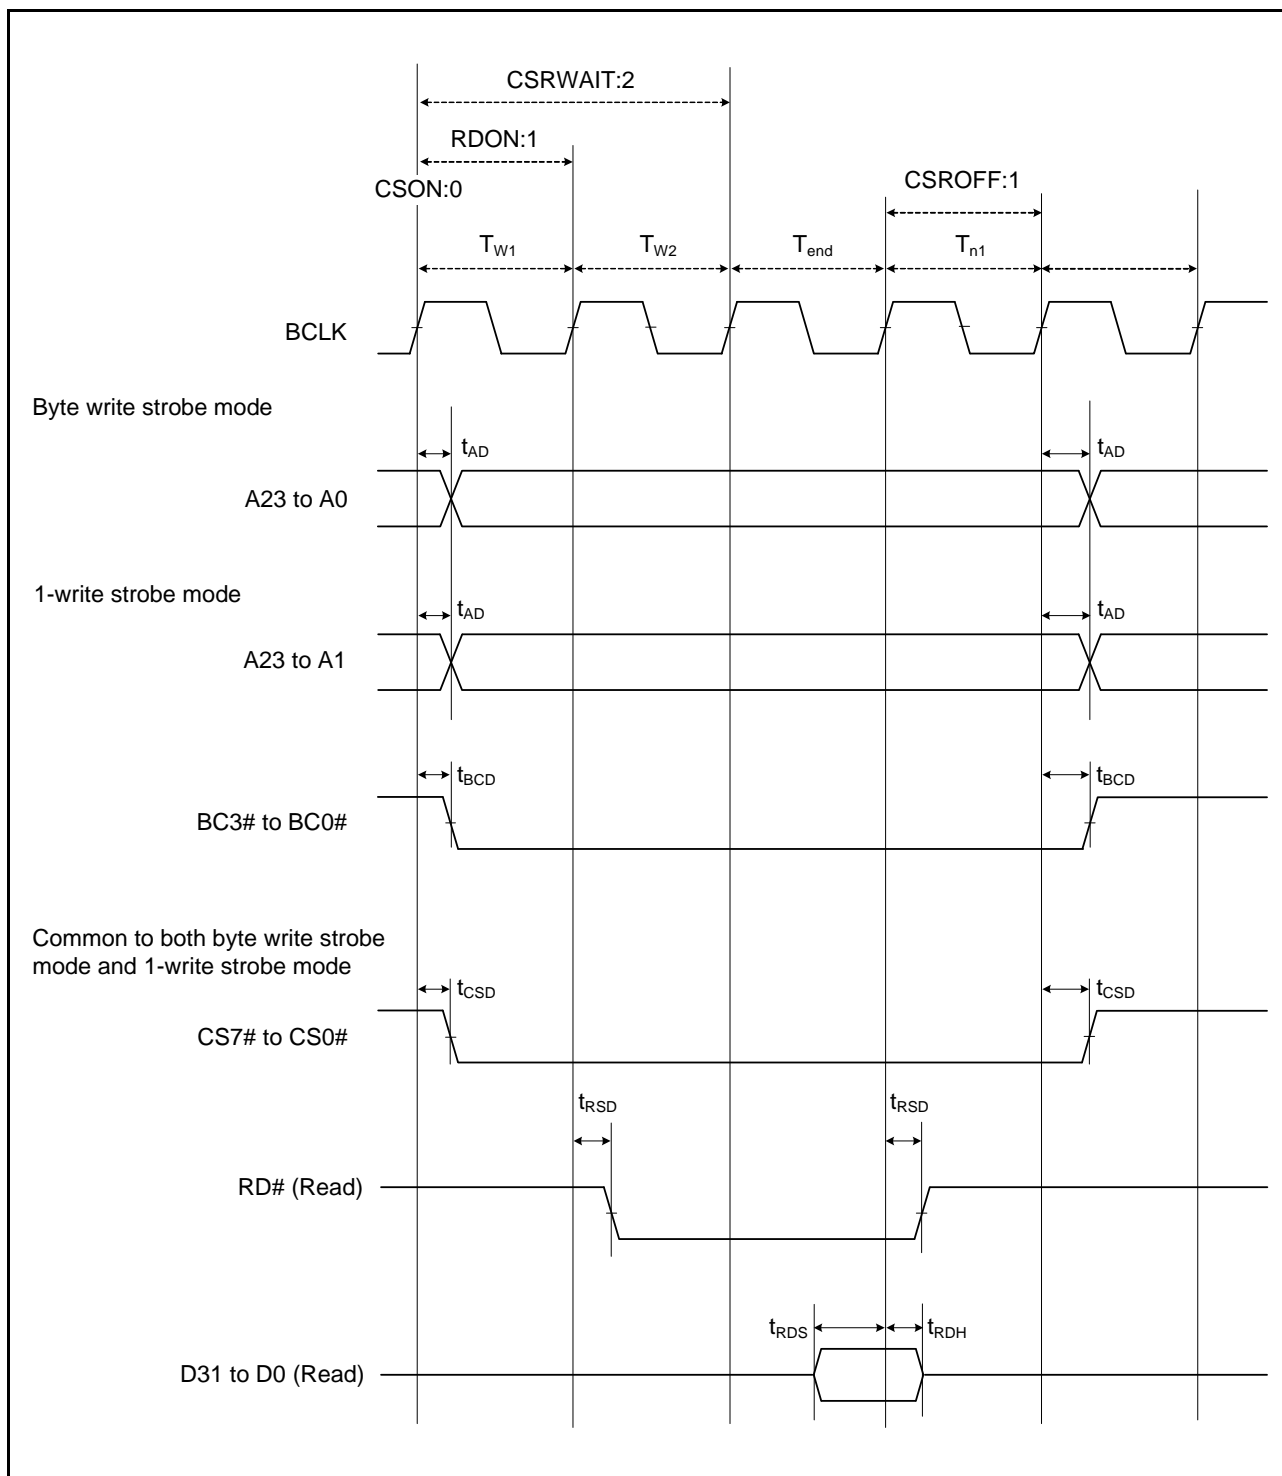 CSRWAIT:2
RDON:1
CSON:0
CSROFF:1
TW1 TW2 Tend Tn1
BCLK
Byte write strobe mode
tAD tAD
A23 to A0
1-write strobe mode
tAD tAD
A23 to A1
tBCD tBCD
BC3# to BC0#
Common to both byte write strobe
mode and 1-write strobe mode
tCSD tCSD
CS7# to CS0#
tRSD tRSD
RD# (Read)
tRDS tRDH
D31 to D0 (Read)